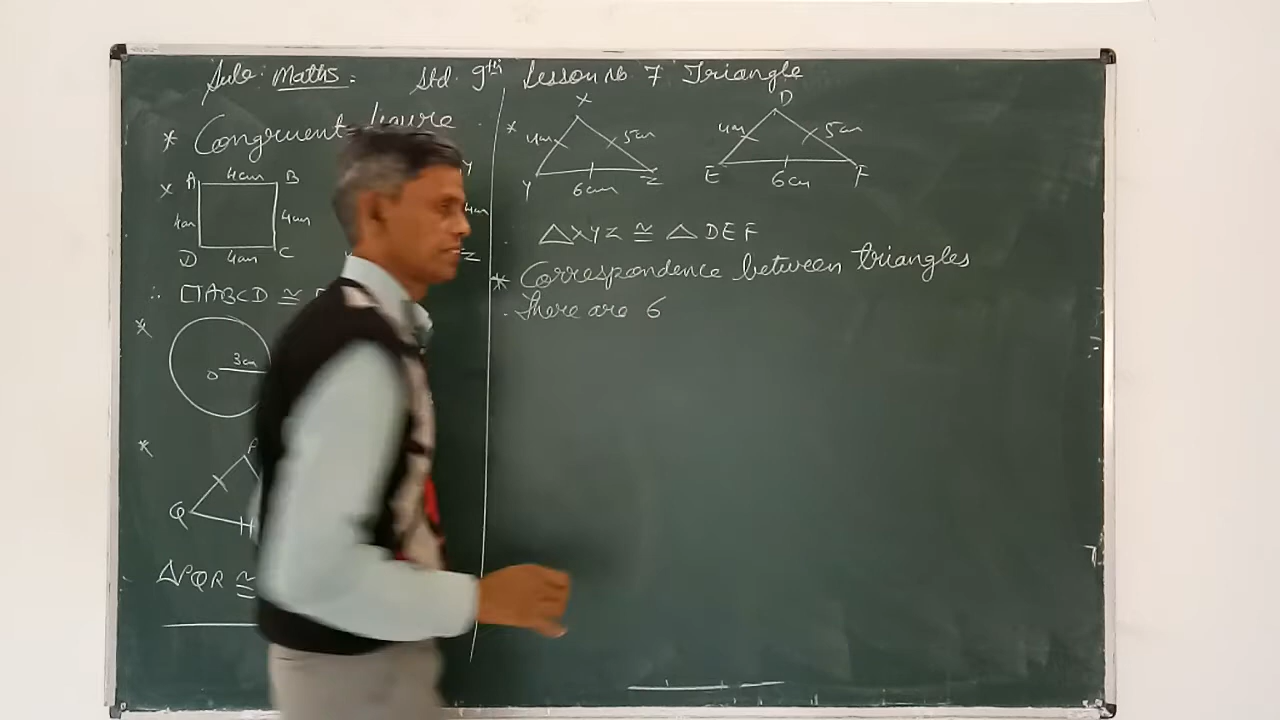 Sub: Maths: Std. 9th Lesson No 7 Triangle
* Congruent figure
A 4cm B
4cm 4cm
D 4cm C
Y
4cm
Z
∴ □ABCD ≅
*
O 3cm
*
Q
△PQR ≅
* X D
4cm 5cm 4cm 5cm
Y 6cm Z E 6cm F
△XYZ ≅ △DEF
* Correspondence between triangles
There are 6